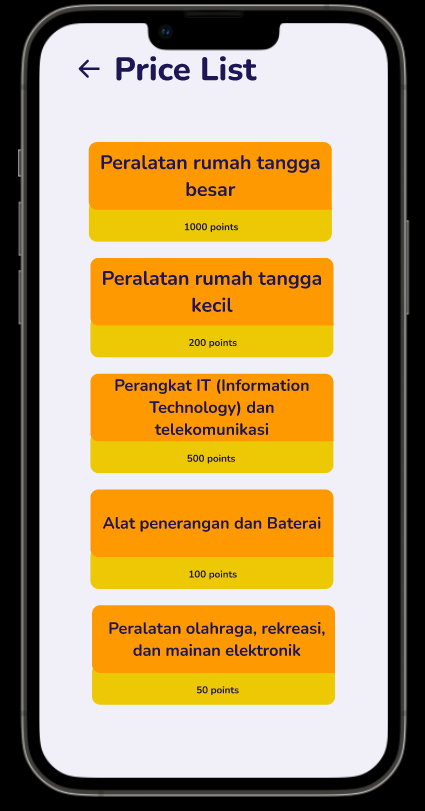 Price List
Peralatan rumah tangga
besar
1000 points
Peralatan rumah tangga
kecil
200 points
Perangkat IT (Information
Technology) dan
telekomunikasi
500 points
Alat penerangan dan Baterai
100 points
Peralatan olahraga, rekreasi,
dan mainan elektronik
50 points